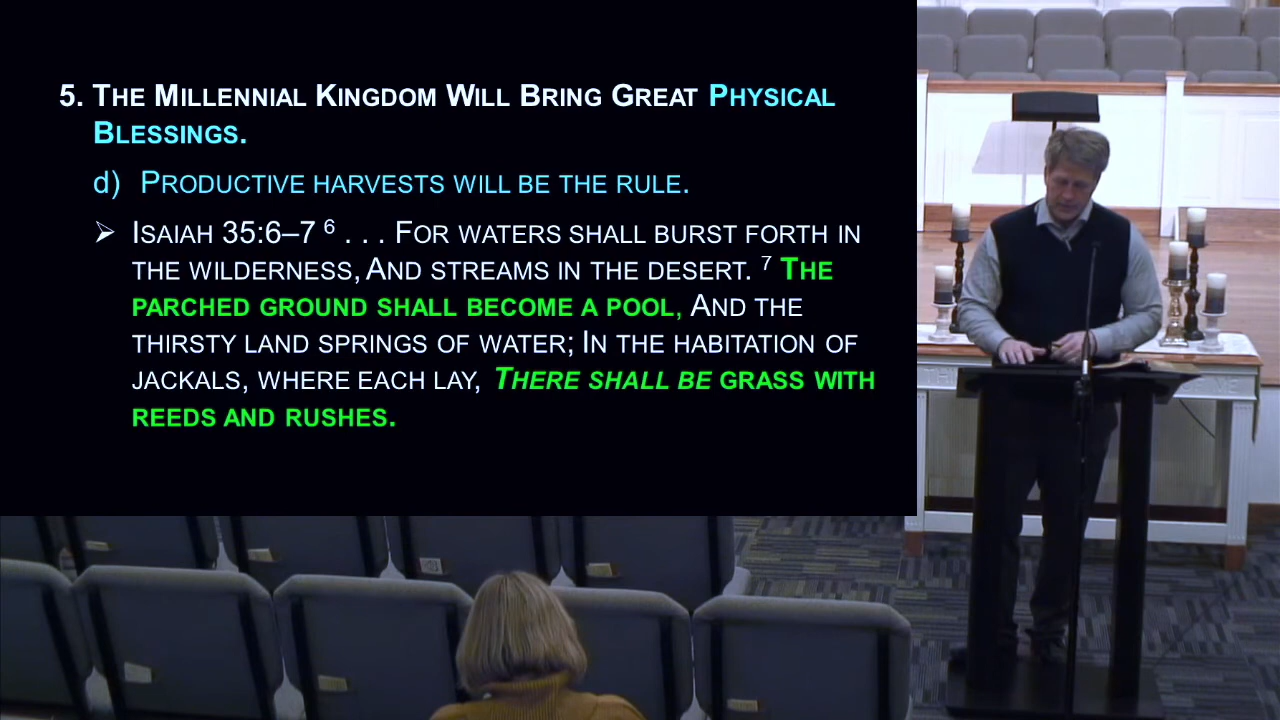 5. The Millennial Kingdom Will Bring Great Physical
Blessings.
d) Productive harvests will be the rule.
➢ Isaiah 35:6–7 ⁶ . . . For waters shall burst forth in
the wilderness, And streams in the desert. ⁷ The
parched ground shall become a pool, And the
thirsty land springs of water; In the habitation of
jackals, where each lay, There shall be grass with
reeds and rushes.